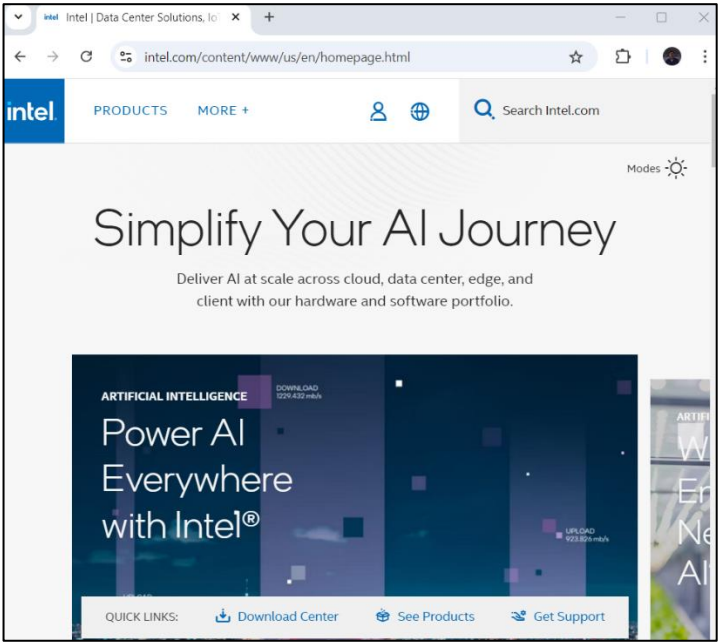 intel Intel | Data Center Solutions, Io
intel.com/content/www/us/en/homepage.html
intel. PRODUCTS MORE + Search Intel.com
Modes
Simplify Your AI Journey
Deliver AI at scale across cloud, data center, edge, and
client with our hardware and software portfolio.
ARTIFICIAL INTELLIGENCE
DOWNLOAD
1229.432 mb/s
Power AI
Everywhere
with Intel®
UPLOAD
923.826 mb/s
UPLOAD
QUICK LINKS: Download Center See Products Get Support